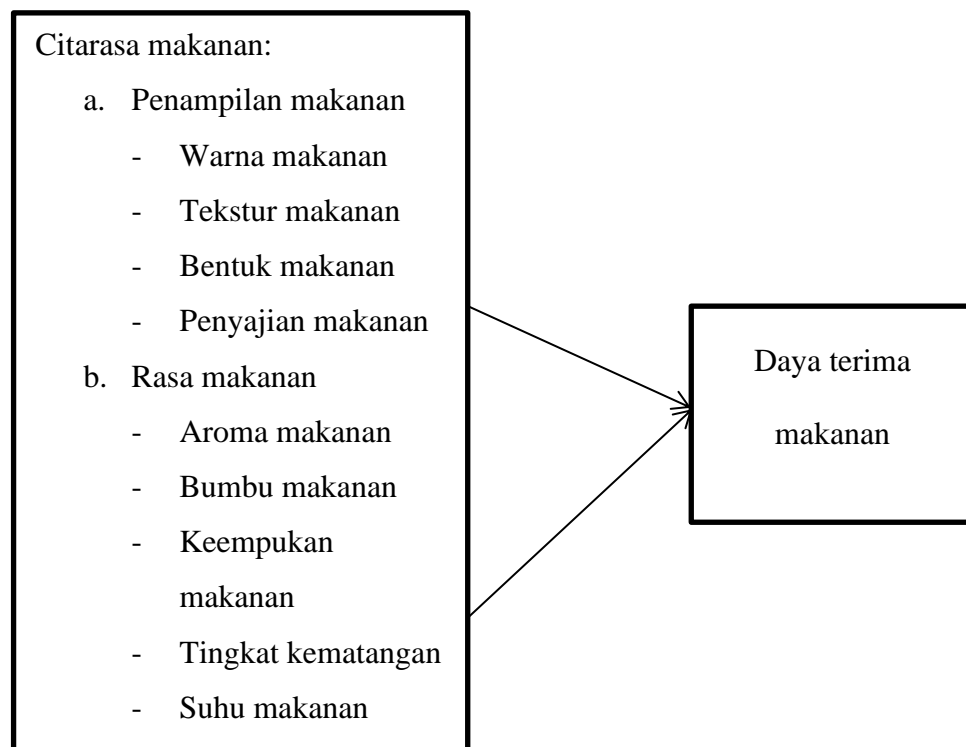 Citarasa makanan:
a. Penampilan makanan
- Warna makanan
- Tekstur makanan
- Bentuk makanan
- Penyajian makanan
b. Rasa makanan
- Aroma makanan
- Bumbu makanan
- Keempukan
makanan
- Tingkat kematangan
- Suhu makanan
Daya terima
makanan